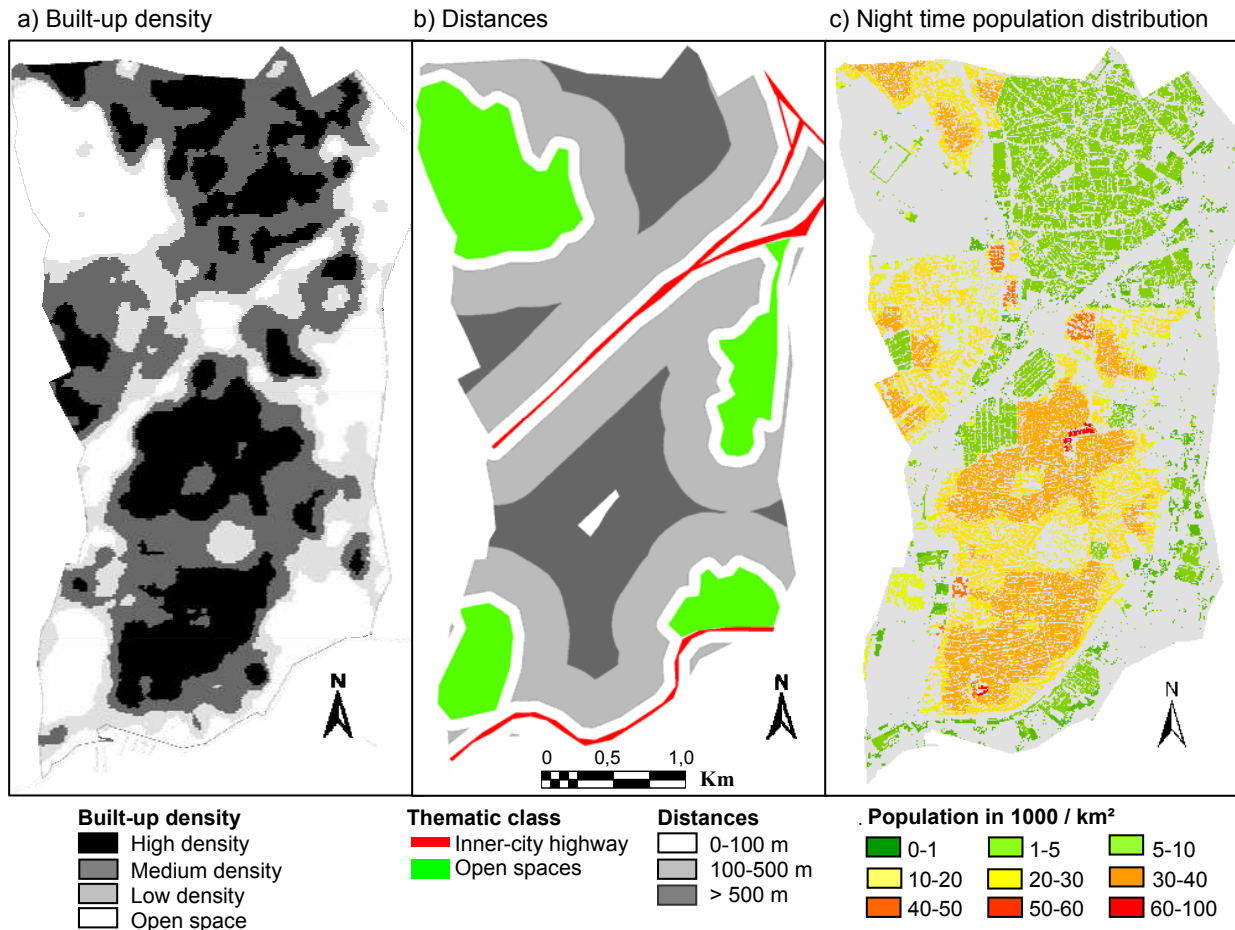 a) Built-up density
b) Distances
c) Night time population distribution
N
N
N
0 0,5 1,0
Km
Built-up density
High density
Medium density
Low density
Open space
Thematic class
Inner-city highway
Open spaces
Distances
0-100 m
100-500 m
> 500 m
. Population in 1000 / km²
0-1 1-5 5-10
10-20 20-30 30-40
40-50 50-60 60-100